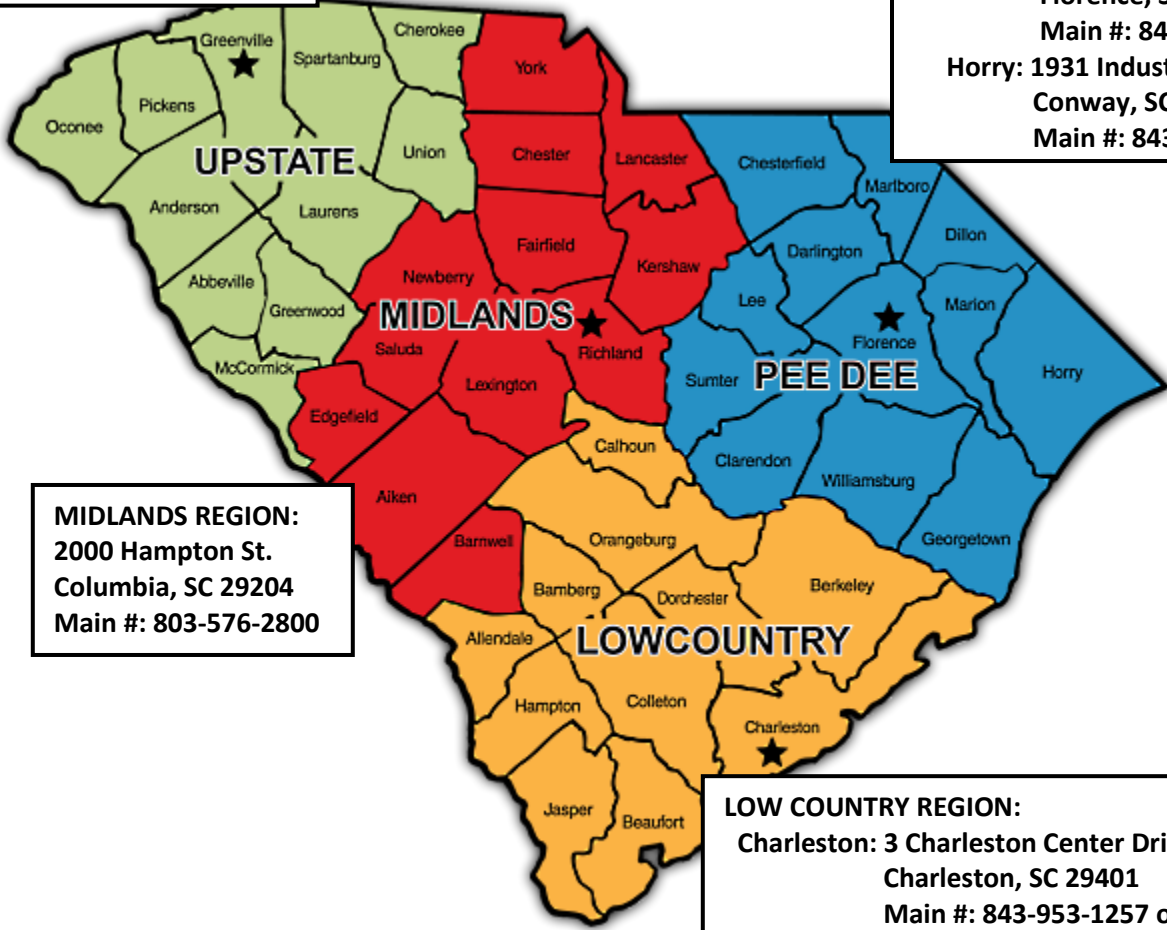 Florence, S
Main #: 84
Horry: 1931 Indust
Conway, SC
Main #: 843
Greenville
Cherokee
Spartanburg
York
Pickens
Oconee
UPSTATE
Union
Chester
Lancaster
Chesterfield
Marlboro
Anderson
Laurens
Fairfield
Darlington
Dillon
Abbeville
Newberry
Kershaw
Greenwood
Lee
Marion
MIDLANDS
Saluda
Richland
Florence
McCormick
Lexington
Sumter
PEE DEE
Horry
Edgefield
Calhoun
Clarendon
Williamsburg
Aiken
MIDLANDS REGION:
2000 Hampton St.
Columbia, SC 29204
Main #: 803-576-2800
Barnwell
Orangeburg
Georgetown
Bamberg
Dorchester
Berkeley
Allendale
LOWCOUNTRY
Hampton
Colleton
Charleston
Jasper
Beaufort
LOW COUNTRY REGION:
Charleston: 3 Charleston Center Dri
Charleston, SC 29401
Main #: 843-953-1257 o